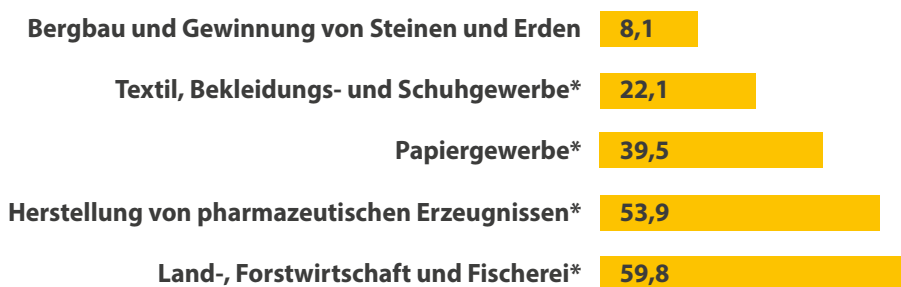 Bergbau und Gewinnung von Steinen und Erden 8,1
Textil, Bekleidungs- und Schuhgewerbe* 22,1
Papiergewerbe* 39,5
Herstellung von pharmazeutischen Erzeugnissen* 53,9
Land-, Forstwirtschaft und Fischerei* 59,8